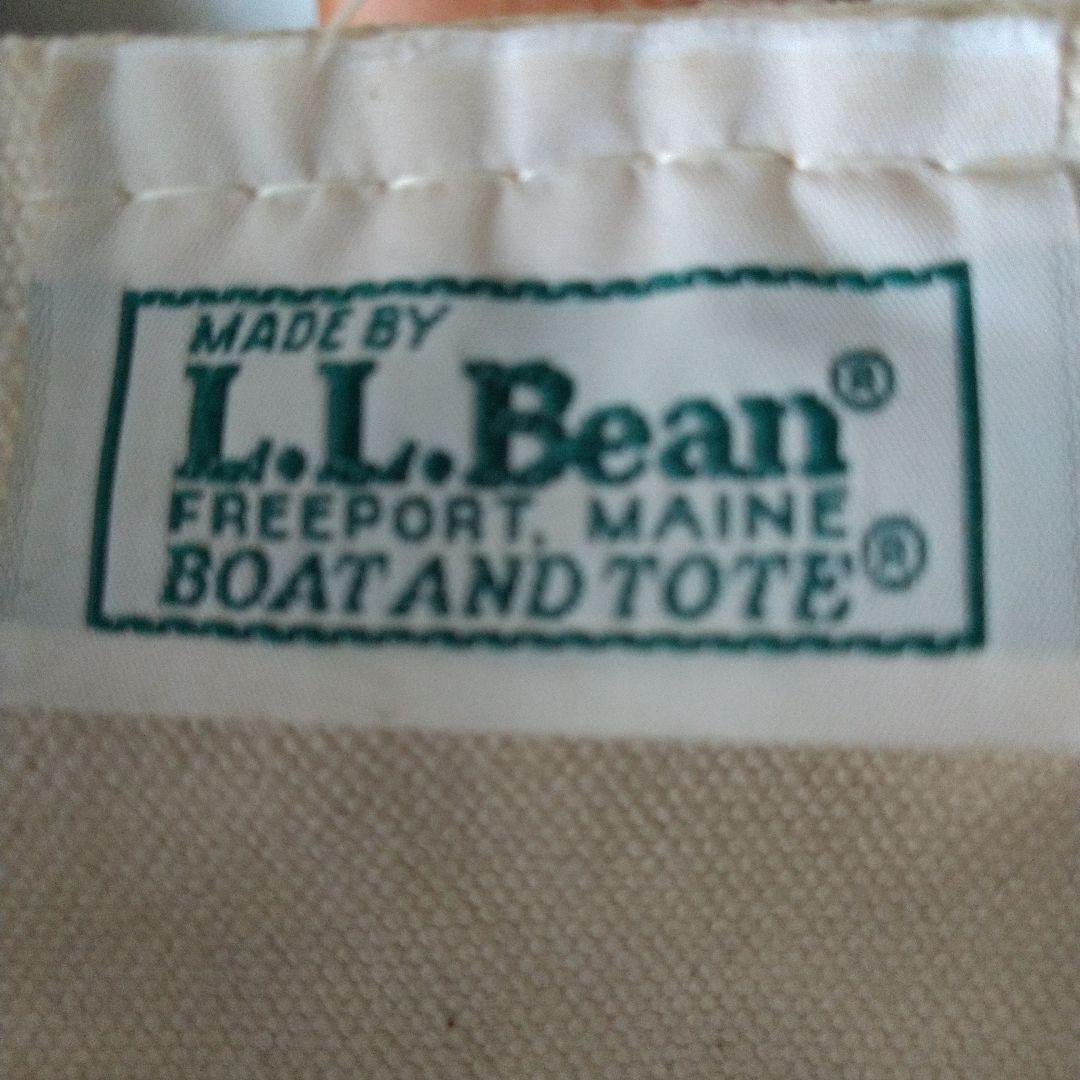 MADE BY
L.L.Bean®
FREEPORT, MAINE
BOAT AND TOTE®